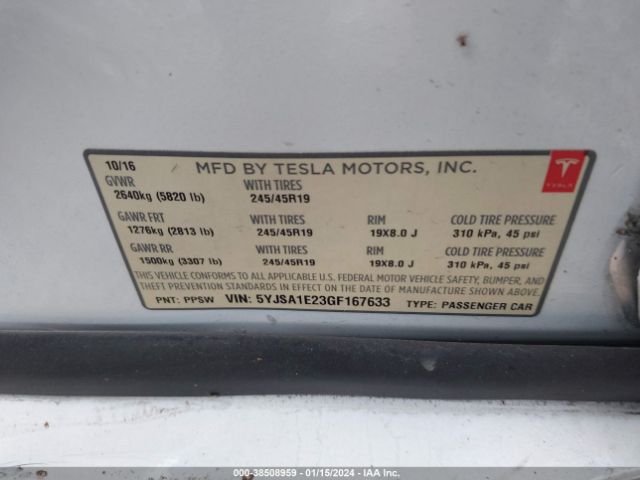 10/16 MFD BY TESLA MOTORS, INC.
GVWR WITH TIRES
2640kg (5820 lb) 245/45R19
TESLA
GAWR FRT WITH TIRES RIM COLD TIRE PRESSURE
1276kg (2813 lb) 245/45R19 19X8.0 J 310 kPa, 45 psi
GAWR RR WITH TIRES RIM COLD TIRE PRESSURE
1500kg (3307 lb) 245/45R19 19X8.0 J 310 kPa, 45 psi
THIS VEHICLE CONFORMS TO ALL APPLICABLE U.S. FEDERAL MOTOR VEHICLE SAFETY, BUMPER, AND
THEFT PREVENTION STANDARDS IN EFFECT ON THE DATE OF MANUFACTURE SHOWN ABOVE.
PNT: PPSW VIN: 5YJSA1E23GF167633 TYPE: PASSENGER CAR
000-38508959 — 01/15/2024 — IAA Inc.